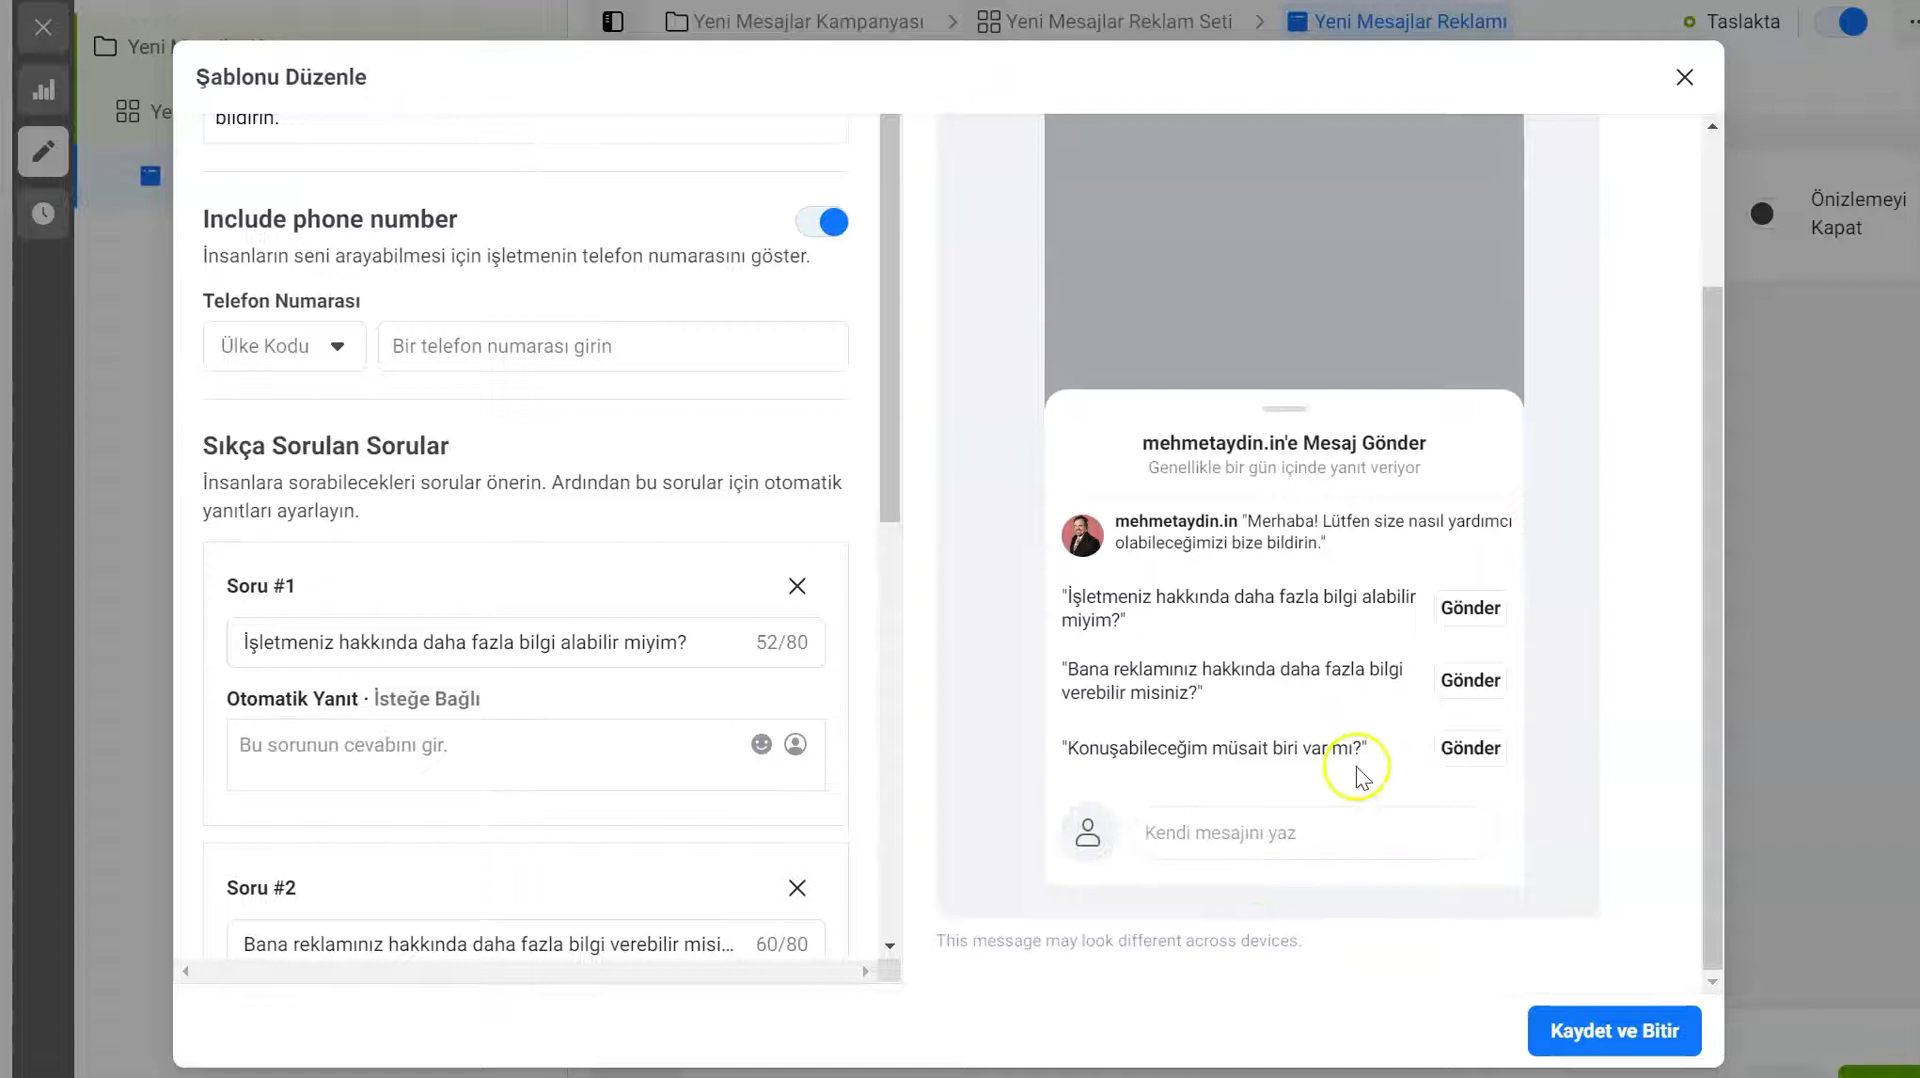 Yeni Mesajlar Kampanyası
Yeni Mesajlar Reklam Seti
Yeni Mesajlar Reklamı
Taslakta
Yeni
Ye
Şablonu Düzenle
bildirin.
Include phone number
İnsanların seni arayabilmesi için işletmenin telefon numarasını göster.
Telefon Numarası
Ülke Kodu
Bir telefon numarası girin
Sıkça Sorulan Sorular
İnsanlara sorabilecekleri sorular önerin. Ardından bu sorular için otomatik
yanıtları ayarlayın.
Soru #1
İşletmeniz hakkında daha fazla bilgi alabilir miyim? 52/80
Otomatik Yanıt · İsteğe Bağlı
Bu sorunun cevabını gir.
Soru #2
Bana reklamınız hakkında daha fazla bilgi verebilir misi... 60/80
mehmetaydin.in'e Mesaj Gönder
Genellikle bir gün içinde yanıt veriyor
mehmetaydin.in "Merhaba! Lütfen size nasıl yardımcı
olabileceğimizi bize bildirin."
"İşletmeniz hakkında daha fazla bilgi alabilir
miyim?"
Gönder
"Bana reklamınız hakkında daha fazla bilgi
verebilir misiniz?"
Gönder
"Konuşabileceğim müsait biri var mı?"
Gönder
Kendi mesajını yaz
This message may look different across devices.
Önizlemeyi
Kapat
Kaydet ve Bitir